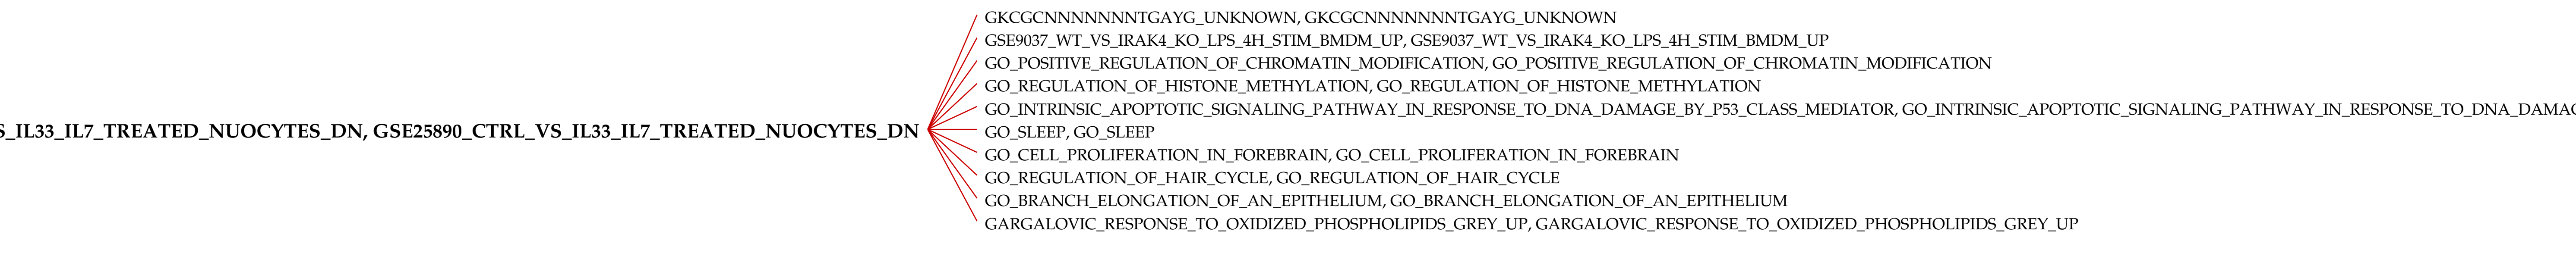 GKCGCNNNNNNNTGAYG_UNKNOWN, GKCGCNNNNNNNTGAYG_UNKNOWN
GSE9037_WT_VS_IRAK4_KO_LPS_4H_STIM_BMDM_UP, GSE9037_WT_VS_IRAK4_KO_LPS_4H_STIM_BMDM_UP
GO_POSITIVE_REGULATION_OF_CHROMATIN_MODIFICATION, GO_POSITIVE_REGULATION_OF_CHROMATIN_MODIFICATION
GO_REGULATION_OF_HISTONE_METHYLATION, GO_REGULATION_OF_HISTONE_METHYLATION
GO_INTRINSIC_APOPTOTIC_SIGNALING_PATHWAY_IN_RESPONSE_TO_DNA_DAMAGE_BY_P53_CLASS_MEDIATOR, GO_INTRINSIC_APOPTOTIC_SIGNALING_PATHWAY_IN_RESPONSE_TO_DNA_DAMAG
S_IL33_IL7_TREATED_NUOCYTES_DN, GSE25890_CTRL_VS_IL33_IL7_TREATED_NUOCYTES_DN
GO_SLEEP, GO_SLEEP
GO_CELL_PROLIFERATION_IN_FOREBRAIN, GO_CELL_PROLIFERATION_IN_FOREBRAIN
GO_REGULATION_OF_HAIR_CYCLE, GO_REGULATION_OF_HAIR_CYCLE
GO_BRANCH_ELONGATION_OF_AN_EPITHELIUM, GO_BRANCH_ELONGATION_OF_AN_EPITHELIUM
GARGALOVIC_RESPONSE_TO_OXIDIZED_PHOSPHOLIPIDS_GREY_UP, GARGALOVIC_RESPONSE_TO_OXIDIZED_PHOSPHOLIPIDS_GREY_UP